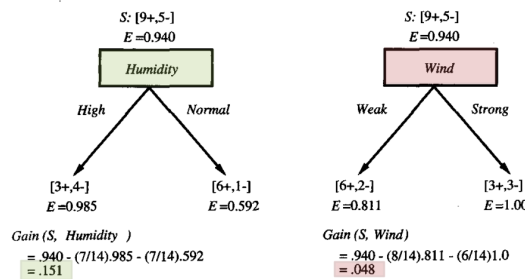 S: [9+,5-]
E =0.940
Humidity
High
Normal
[3+,4-]
E =0.985
[6+,1-]
E =0.592
Gain (S, Humidity )
= .940 - (7/14).985 - (7/14).592
= .151
S: [9+,5-]
E =0.940
Wind
Weak
Strong
[6+,2-]
E =0.811
[3+,3-]
E =1.00
Gain (S, Wind)
= .940 - (8/14).811 - (6/14)1.0
= .048